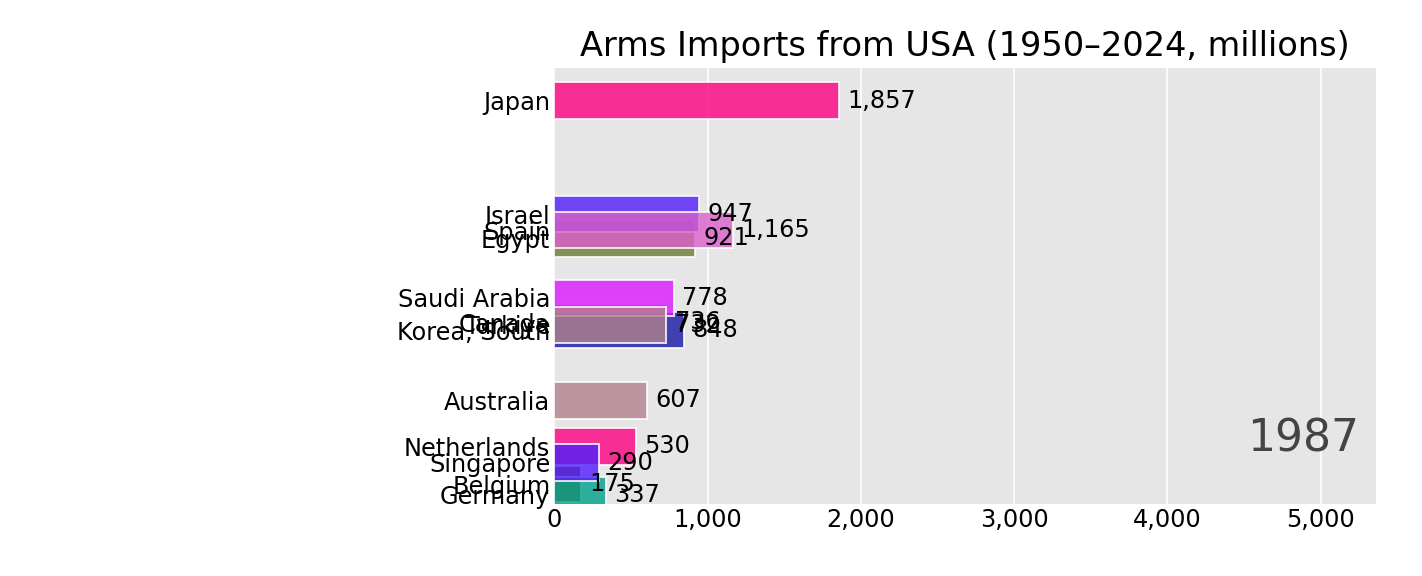 Arms Imports from USA (1950–2024, millions)
Japan 1,857
Israel 947
Spain 1,165
Egypt 921
Saudi Arabia 778
Canada 736
Korea, South 848
Australia 607
Netherlands 530
Singapore 290
Belgium 175
Germany 337
1987
0 1,000 2,000 3,000 4,000 5,000